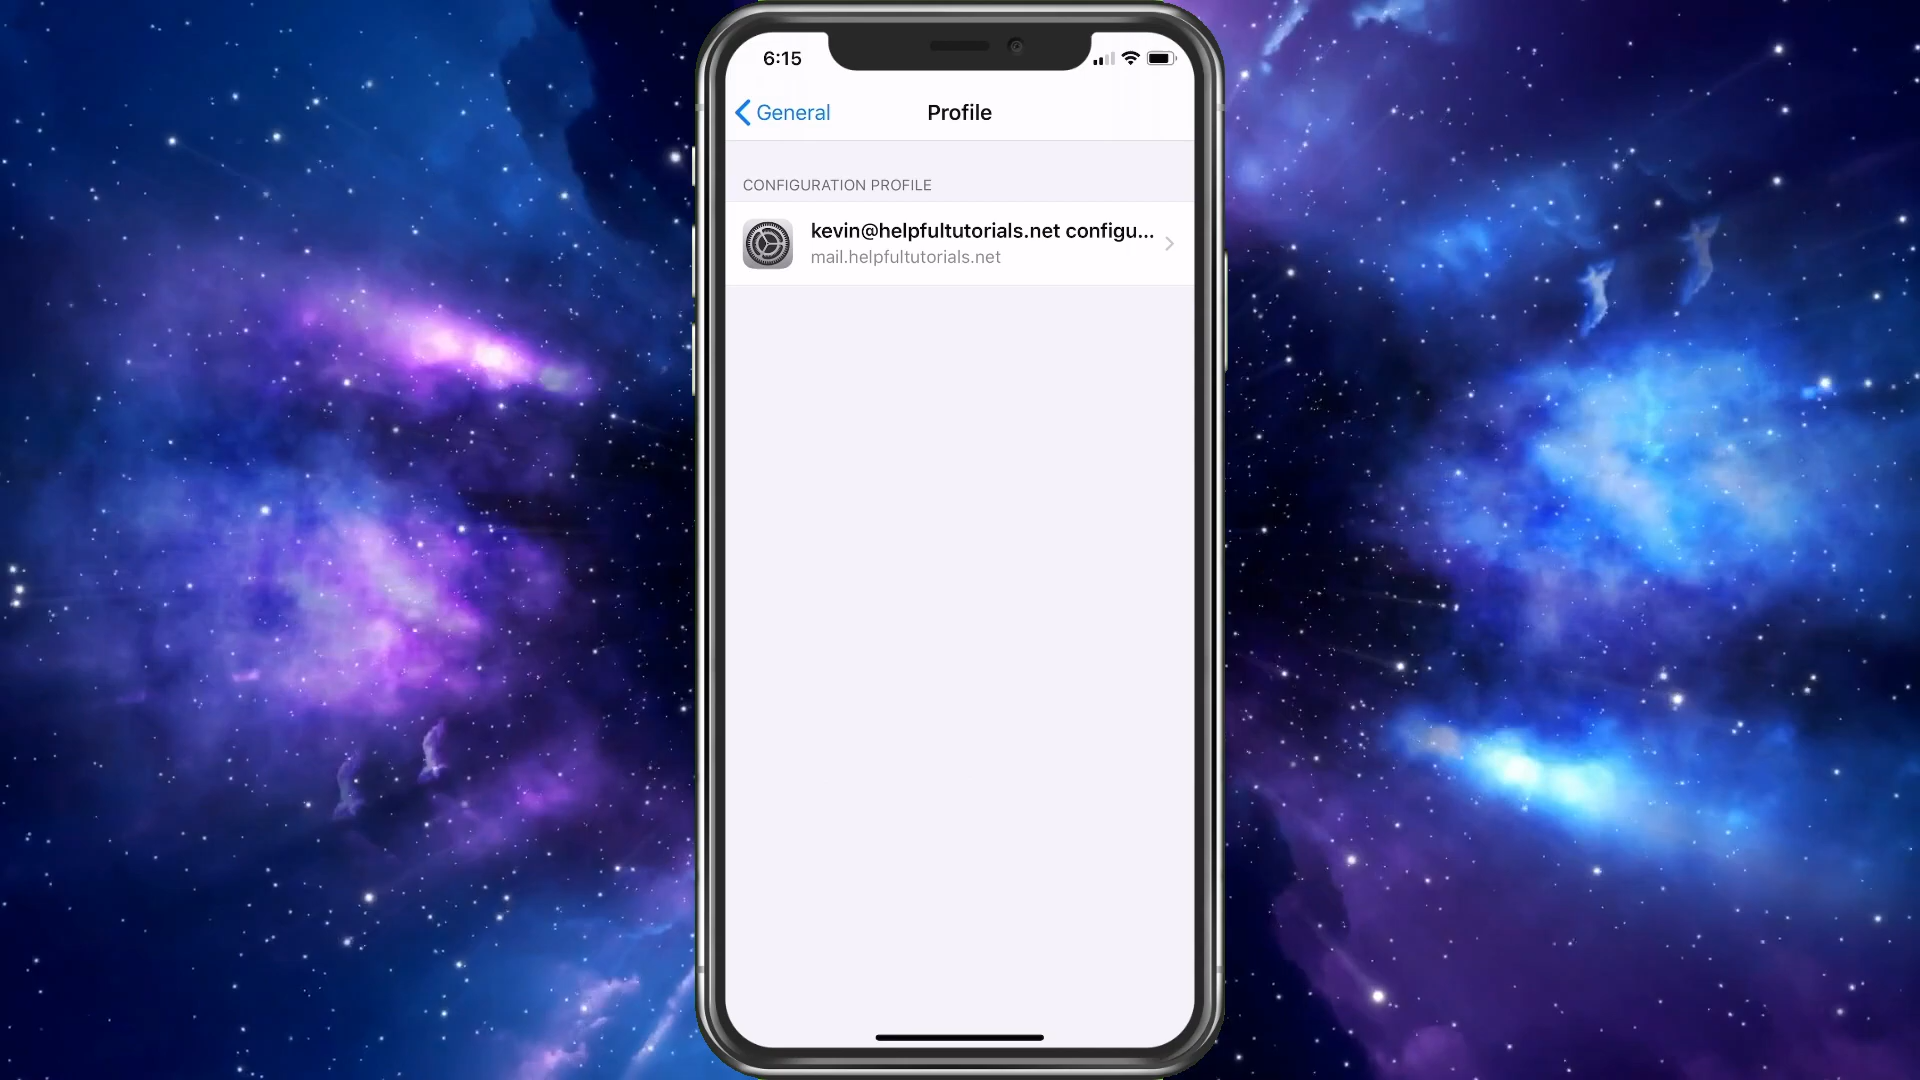 6:15
General
Profile
CONFIGURATION PROFILE
kevin@helpfultutorials.net configu...
mail.helpfultutorials.net